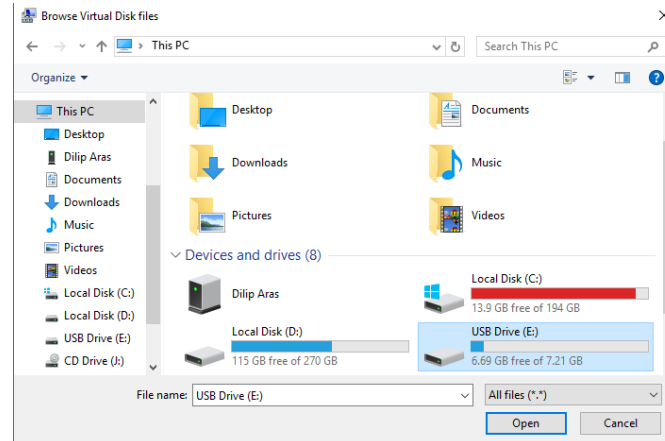 Browse Virtual Disk files
This PC
Search This PC
Organize
This PC
Desktop
Dilip Aras
Documents
Downloads
Music
Pictures
Videos
Local Disk (C:)
Local Disk (D:)
USB Drive (E:)
CD Drive (J:)
Desktop
Documents
Downloads
Music
Pictures
Videos
Devices and drives (8)
Dilip Aras
Local Disk (C:)
13.9 GB free of 194 GB
Local Disk (D:)
115 GB free of 270 GB
USB Drive (E:)
6.69 GB free of 7.21 GB
File name: USB Drive (E:)
All files (*.*)
Open Cancel